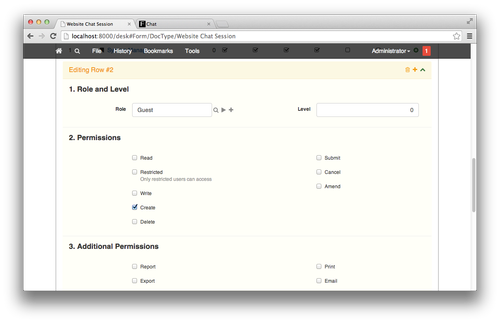 Website Chat Session
Chat
localhost:8000/desk#Form/DocType/Website Chat Session
File History Bookmarks Tools
Administrator
1
Editing Row #2
1. Role and Level
Role Guest
Level 0
2. Permissions
Read
Submit
Restricted
Only restricted users can access
Cancel
Write
Amend
Create
Delete
3. Additional Permissions
Report
Print
Export
Email